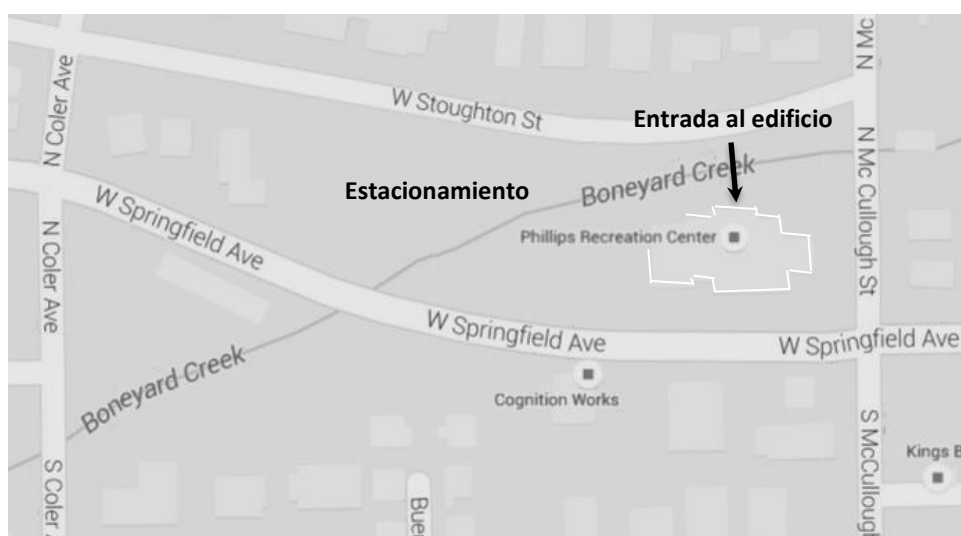 N Coler Ave
N Mc
W Stoughton St
Entrada al edificio
N Mc Cullough St
Boneyard Creek
Estacionamiento
W Springfield Ave
Phillips Recreation Center
N Coler Ave
W Springfield Ave
W Springfield Ave
Boneyard Creek
Cognition Works
S McCullough
Kings B
S Coler A
Buen